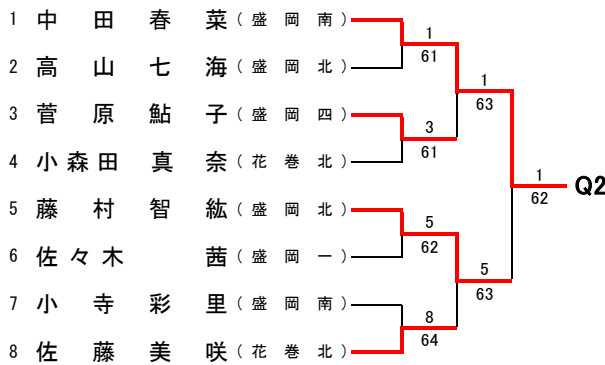 1 中田春菜 (盛岡南)
1
61
2 高山七海 (盛岡北)
1
63
3 菅原鮎子 (盛岡四)
3
61
4 小森田真奈 (花巻北)
1
62
Q2
5 藤村智紘 (盛岡北)
5
62
6 佐々木茜 (盛岡一)
5
63
7 小寺彩里 (盛岡南)
8
64
8 佐藤美咲 (花巻北)